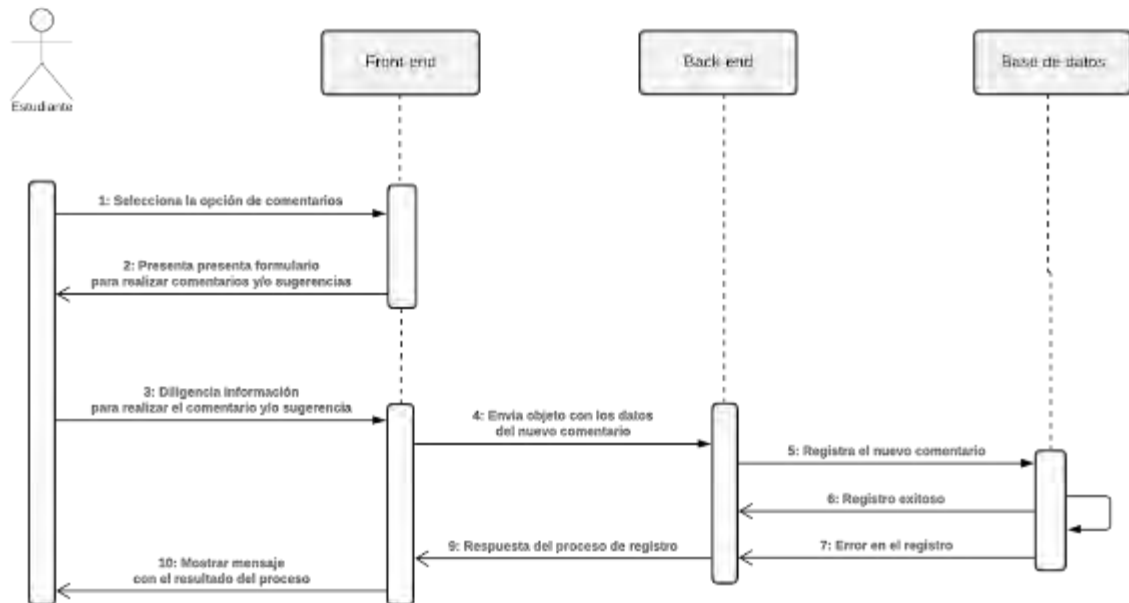 Estudiante
Front-end
Back-end
Base de datos
1: Selecciona la opción de comentarios
2: Presenta presenta formulario
para realizar comentarios y/o sugerencias
3: Diligencia información
para realizar el comentario y/o sugerencia
4: Envia objeto con los datos
del nuevo comentario
5: Registra el nuevo comentario
6: Registro exitoso
7: Error en el registro
9: Respuesta del proceso de registro
10: Mostrar mensaje
con el resultado del proceso